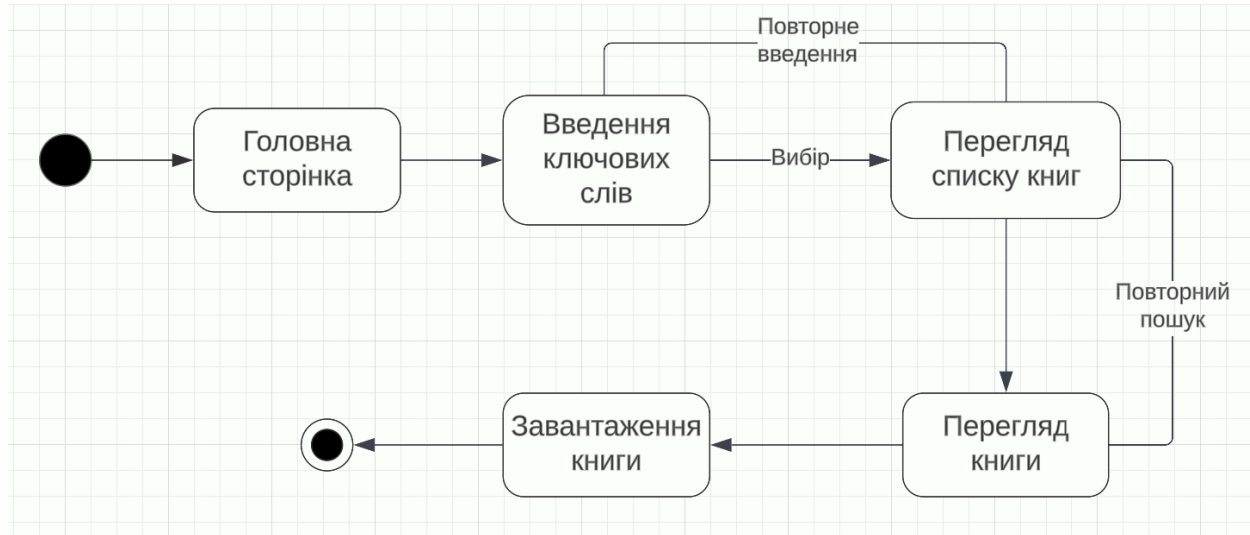 Повторне
введення
Головна
сторінка
Введення
ключових
слів
Вибір
Перегляд
списку книг
Повторний
пошук
Завантаження
книги
Перегляд
книги